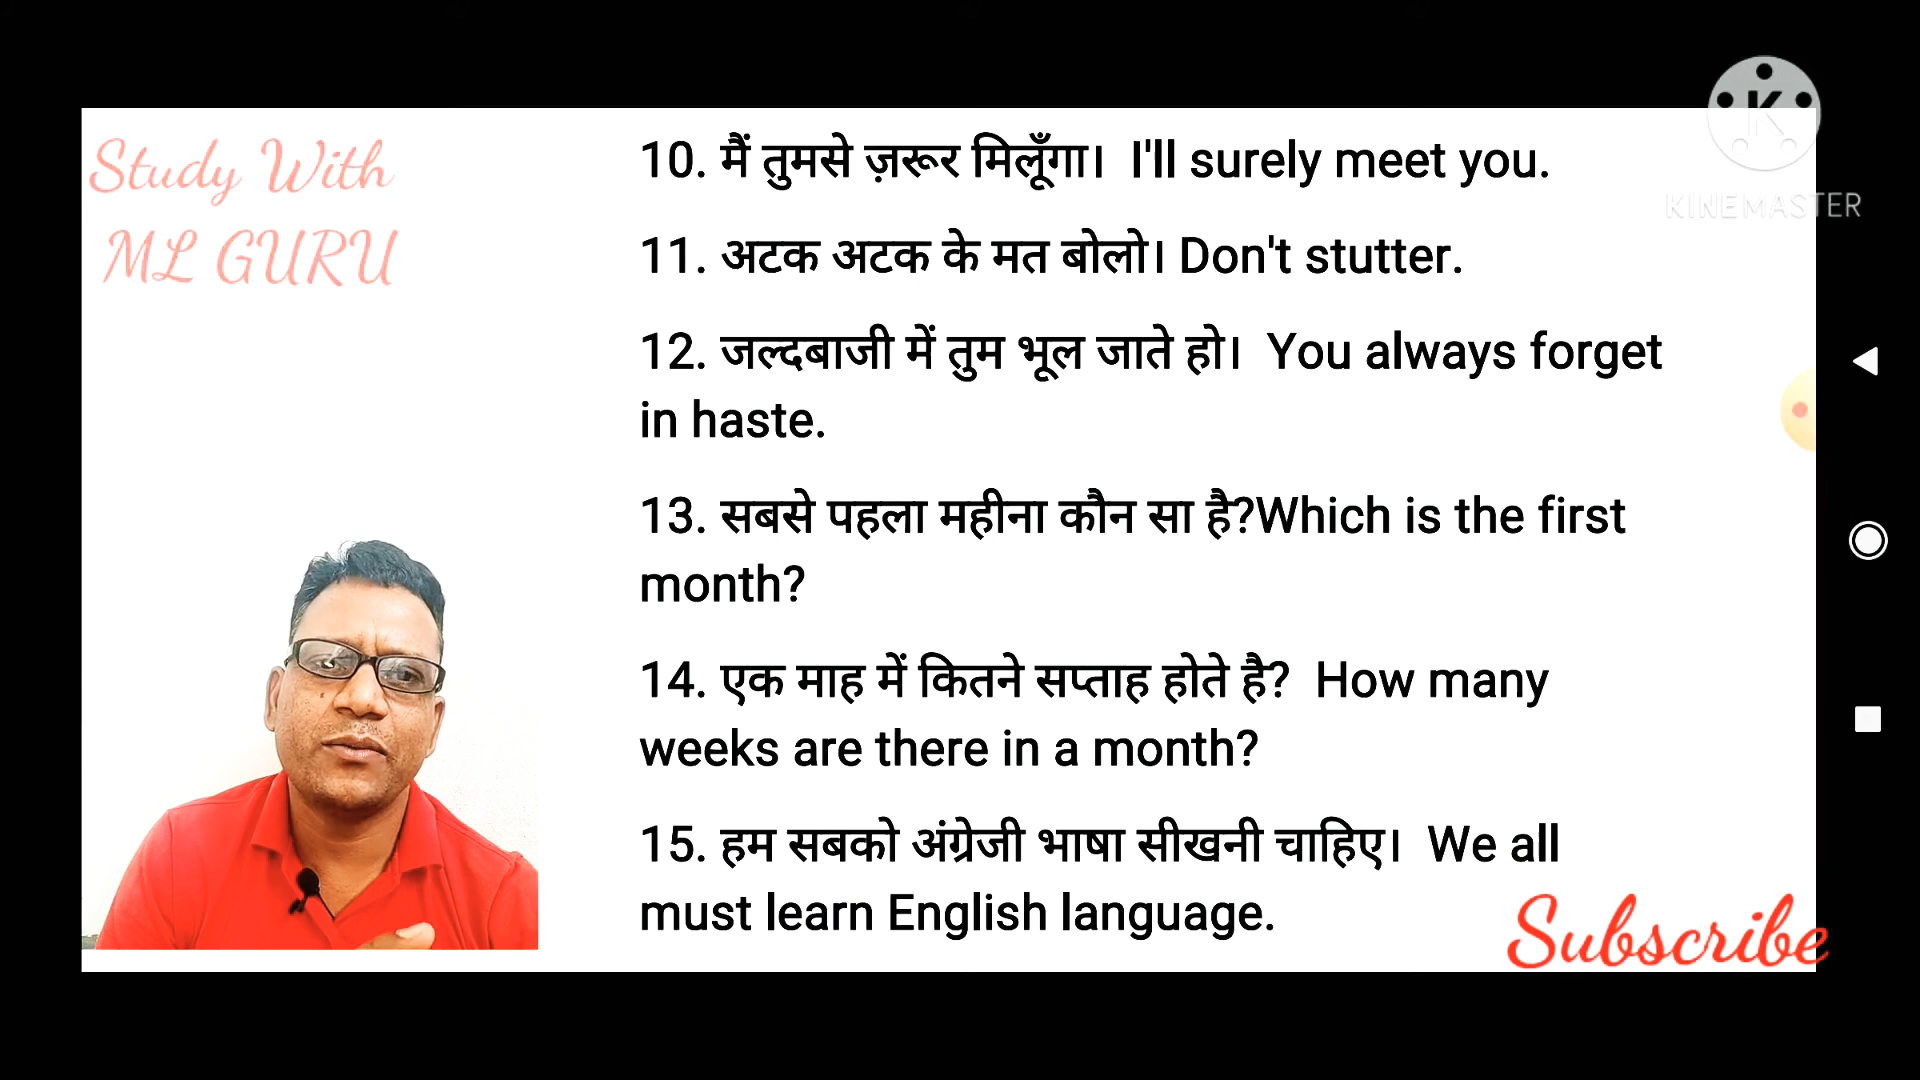 Study With
ML GURU
10. मैं तुमसे ज़रूर मिलूँगा। I'll surely meet you.
11. अटक अटक के मत बोलो। Don't stutter.
12. जल्दबाजी में तुम भूल जाते हो। You always forget
in haste.
13. सबसे पहला महीना कौन सा है?Which is the first
month?
14. एक माह में कितने सप्ताह होते है? How many
weeks are there in a month?
15. हम सबको अंग्रेजी भाषा सीखनी चाहिए। We all
must learn English language.
K
KINEMASTER
Subscribe